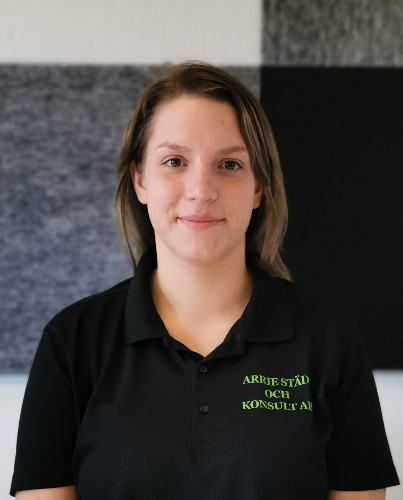 ARRIE STÄD
OCH
KONSULT AB